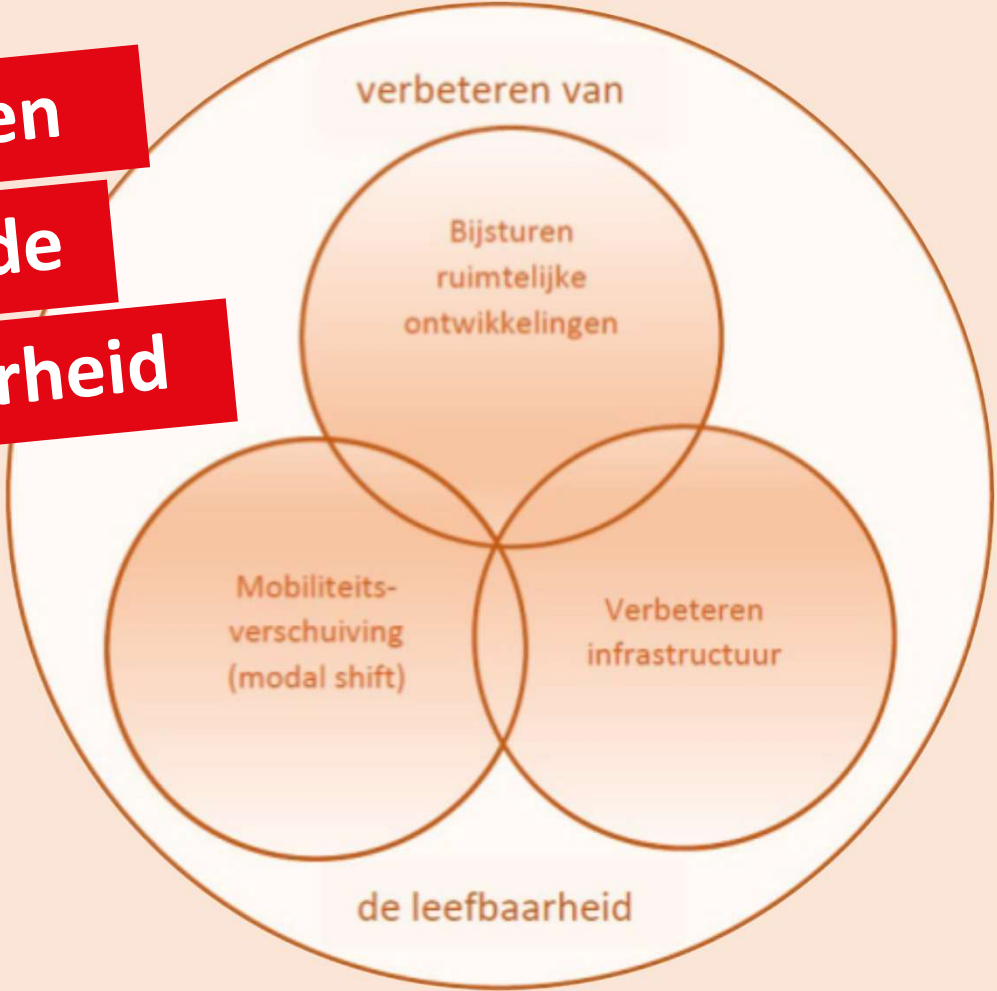 en
de
rheid
verbeteren van
Bijsturen
ruimtelijke
ontwikkelingen
Mobiliteits-
verschuiving
(modal shift)
Verbeteren
infrastructuur
de leefbaarheid